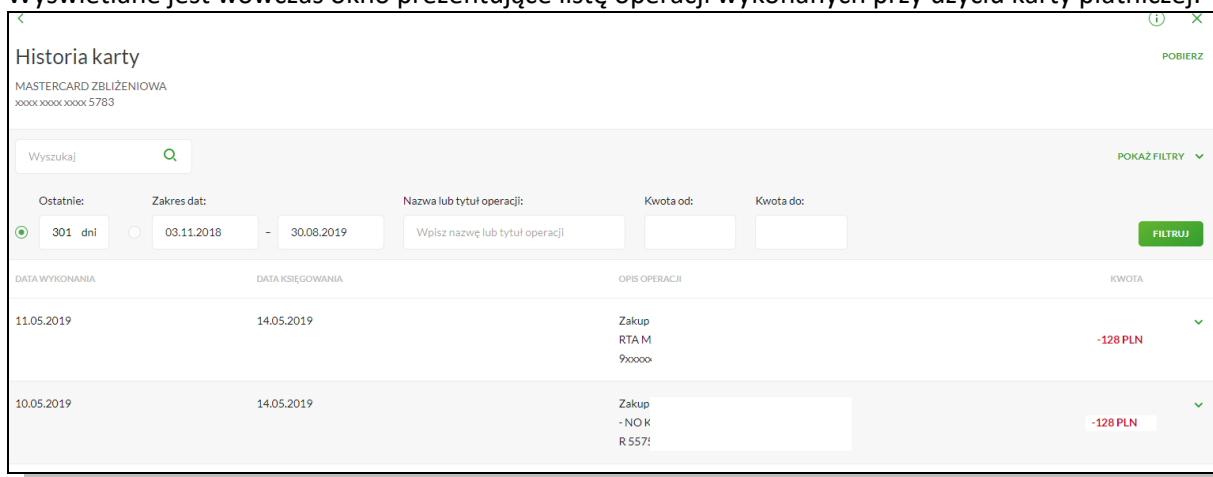 Wyświetlane jest wówczas okno prezentujące listę operacji wykonanych przy użyciu karty płatniczej.
Historia karty
POBIERZ
MASTERCARD ZBLIŻENIOWA
xxxx xxxx xxxx 5783
Wyszukaj
POKAŻ FILTRY
Ostatnie: Zakres dat: Nazwa lub tytuł operacji: Kwota od: Kwota do:
301 dni 03.11.2018 – 30.08.2019 Wpisz nazwę lub tytuł operacji FILTRUJ
DATA WYKONANIA DATA KSIĘGOWANIA OPIS OPERACJI KWOTA
11.05.2019 14.05.2019 Zakup
RTA M -128 PLN
9xxxxx
10.05.2019 14.05.2019 Zakup
- NO K -128 PLN
R 5575